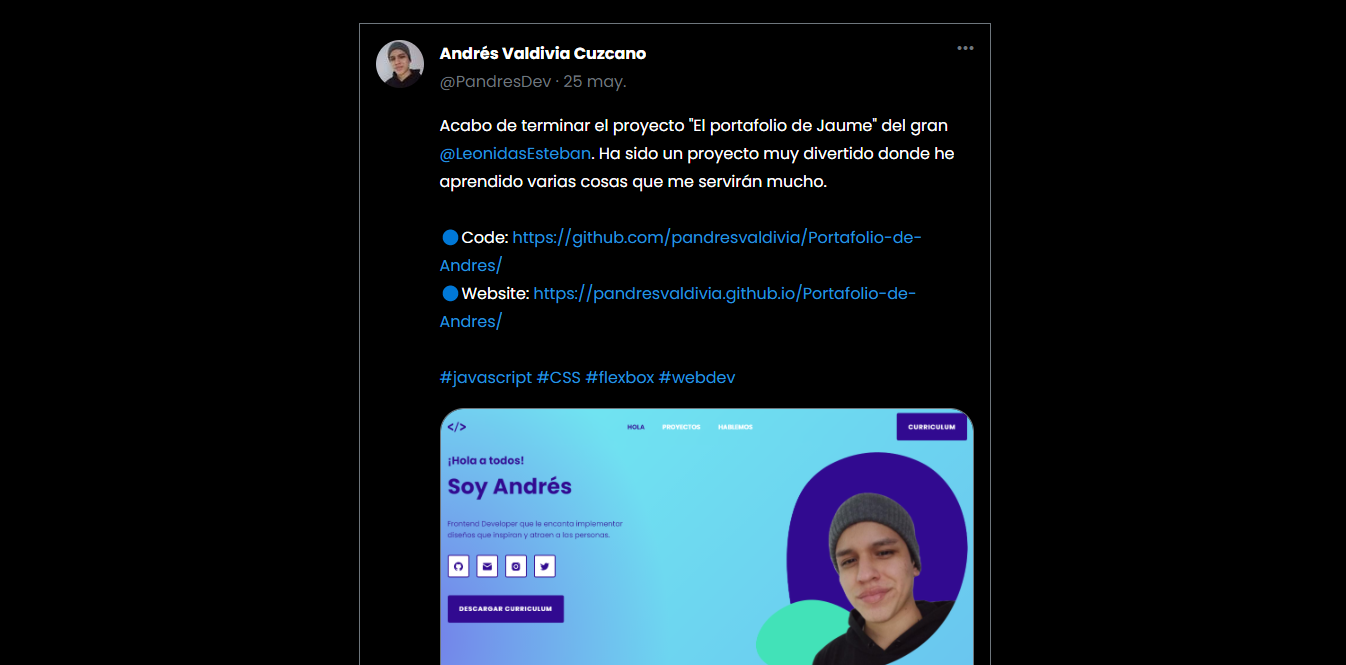 Andrés Valdivia Cuzcano
@PandresDev · 25 may.
Acabo de terminar el proyecto "El portafolio de Jaume" del gran
@LeonidasEsteban. Ha sido un proyecto muy divertido donde he
aprendido varias cosas que me servirán mucho.
🔵Code: https://github.com/pandresvaldivia/Portafolio-de-
Andres/
🔵Website: https://pandresvaldivia.github.io/Portafolio-de-
Andres/
#javascript #CSS #flexbox #webdev
</> HOLA PROYECTOS HABLEMOS CURRICULUM
¡Hola a todos!
Soy Andrés
Frontend Developer que le encanta implementar
diseños que inspiran y atraen a las personas.
DESCARGAR CURRICULUM